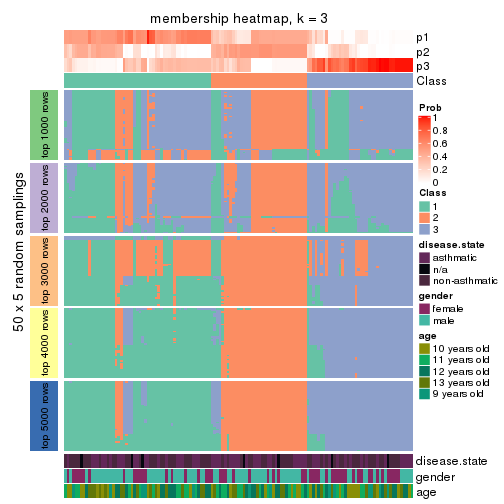 membership heatmap, k = 3
p1
p2
p3
Class
50 x 5 random samplings
top 1000 rows
top 2000 rows
top 3000 rows
top 4000 rows
top 5000 rows
disease.state
gender
age
Prob
1
0.8
0.6
0.4
0.2
0
Class
1
2
3
disease.state
asthmatic
n/a
non-asthmatic
gender
female
male
age
10 years old
11 years old
12 years old
13 years old
9 years old